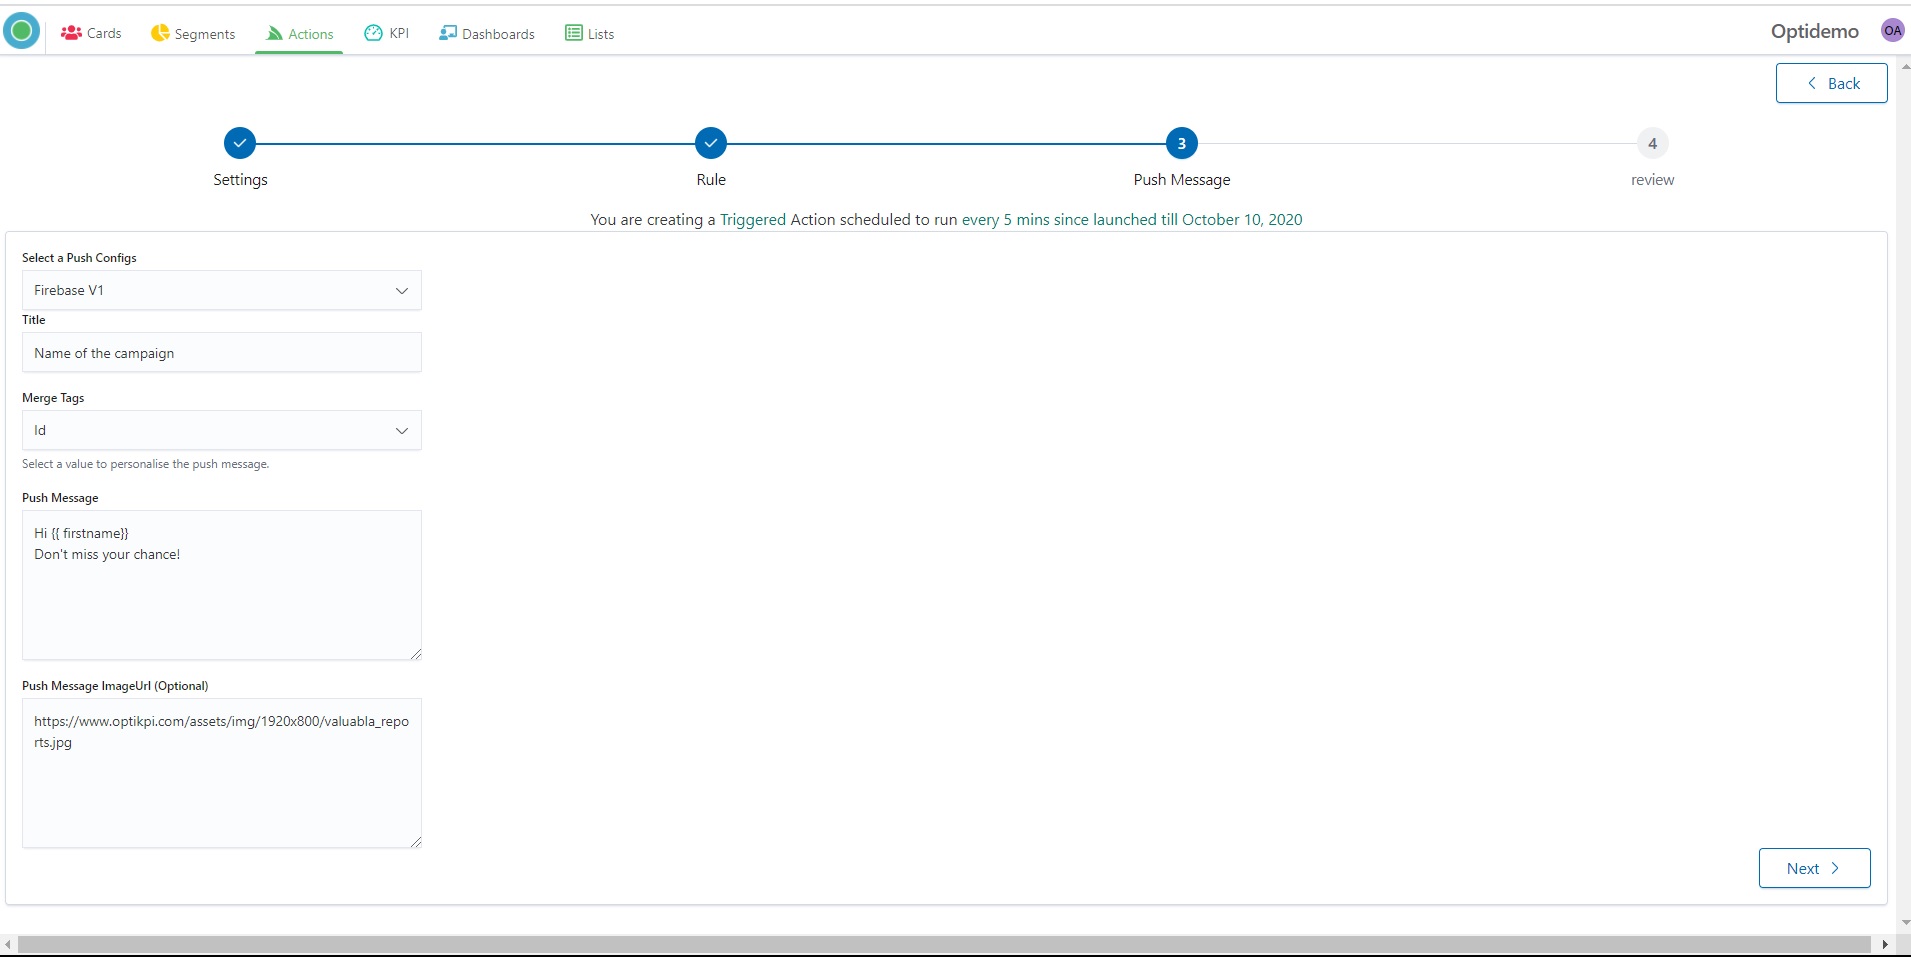 Cards Segments Actions KPI Dashboards Lists Optidemo OA
Back
3 4
Settings Rule Push Message review
You are creating a Triggered Action scheduled to run every 5 mins since launched till October 10, 2020
Select a Push Configs
Firebase V1
Title
Name of the campaign
Merge Tags
Id
Select a value to personalise the push message.
Push Message
Hi {{ firstname}}
Don't miss your chance!
Push Message ImageUrl (Optional)
https://www.optikpi.com/assets/img/1920x800/valuabla_repo
rts.jpg
Next